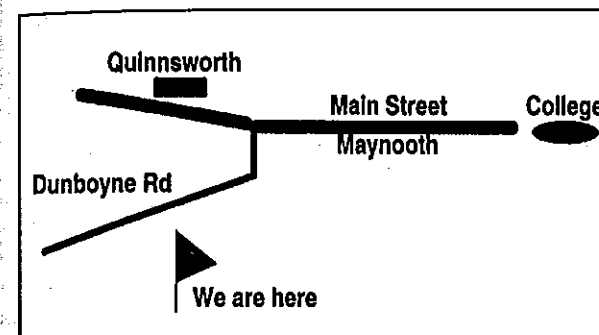 Quinnsworth
Main Street
College
Maynooth
Dunboyne Rd
We are here